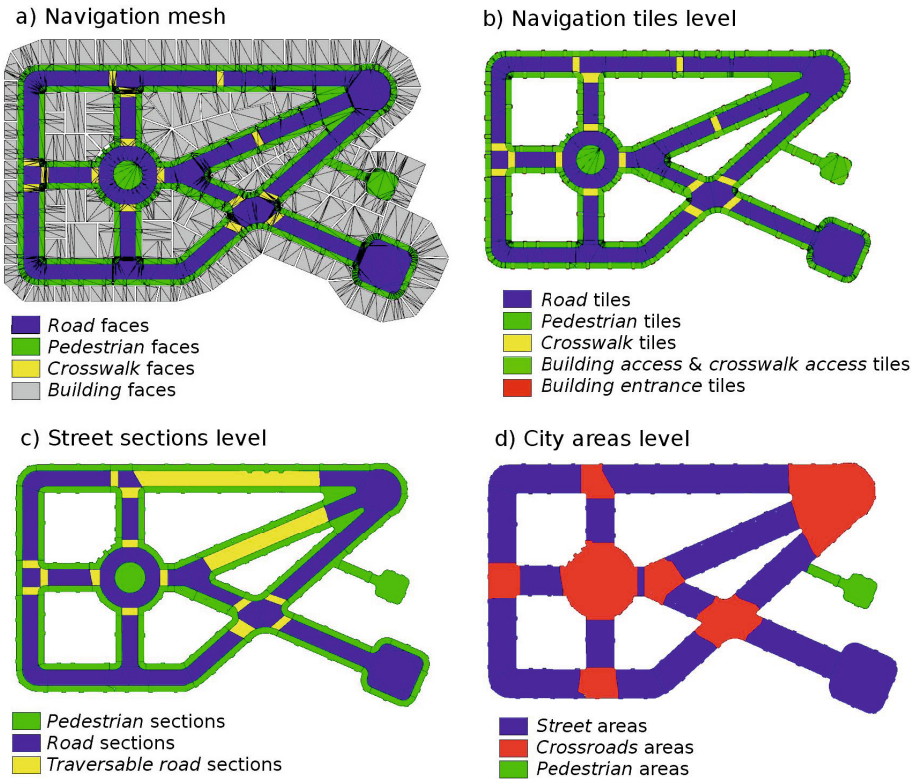 a) Navigation mesh
Road faces
Pedestrian faces
Crosswalk faces
Building faces
b) Navigation tiles level
Road tiles
Pedestrian tiles
Crosswalk tiles
Building access & crosswalk access tiles
Building entrance tiles
c) Street sections level
Pedestrian sections
Road sections
Traversable road sections
d) City areas level
Street areas
Crossroads areas
Pedestrian areas